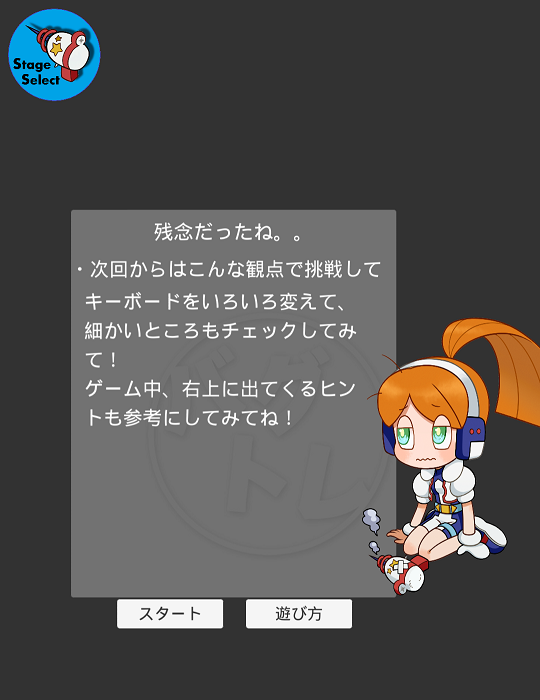 Stage
Select
残念だったね。。
・次回からはこんな観点で挑戦して
キーボードをいろいろ変えて、
細かいところもチェックしてみ
て！
ゲーム中、右上に出てくるヒン
トも参考にしてみてね！
バグ
トレ
スタート
遊び方